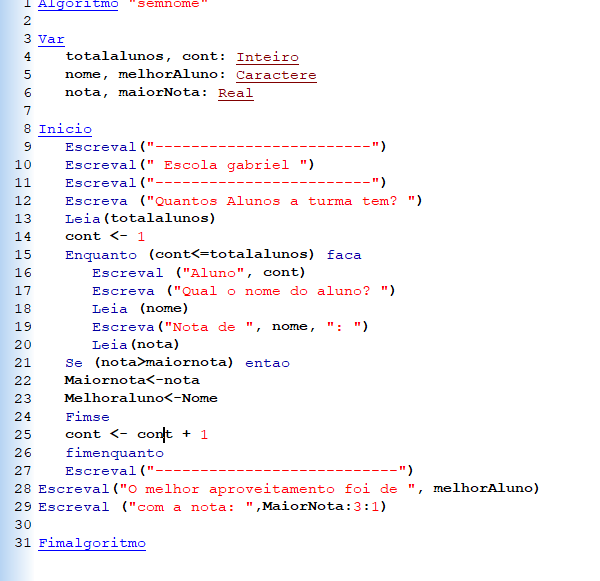 1 Algoritmo "semnome"
2
3 Var
4 totalalunos, cont: Inteiro
5 nome, melhorAluno: Caractere
6 nota, maiorNota: Real
7
8 Inicio
9 Escreval("------------------------")
10 Escreval(" Escola gabriel ")
11 Escreval("------------------------")
12 Escreva ("Quantos Alunos a turma tem? ")
13 Leia(totalalunos)
14 cont <- 1
15 Enquanto (cont<=totalalunos) faca
16 Escreval ("Aluno", cont)
17 Escreva ("Qual o nome do aluno? ")
18 Leia (nome)
19 Escreva("Nota de ", nome, ": ")
20 Leia(nota)
21 Se (nota>maiornota) entao
22 Maiornota<-nota
23 Melhoraluno<-Nome
24 Fimse
25 cont <- cont + 1
26 fimenquanto
27 Escreval("---------------------------")
28 Escreval("O melhor aproveitamento foi de ", melhorAluno)
29 Escreval ("com a nota: ",MaiorNota:3:1)
30
31 Fimalgoritmo